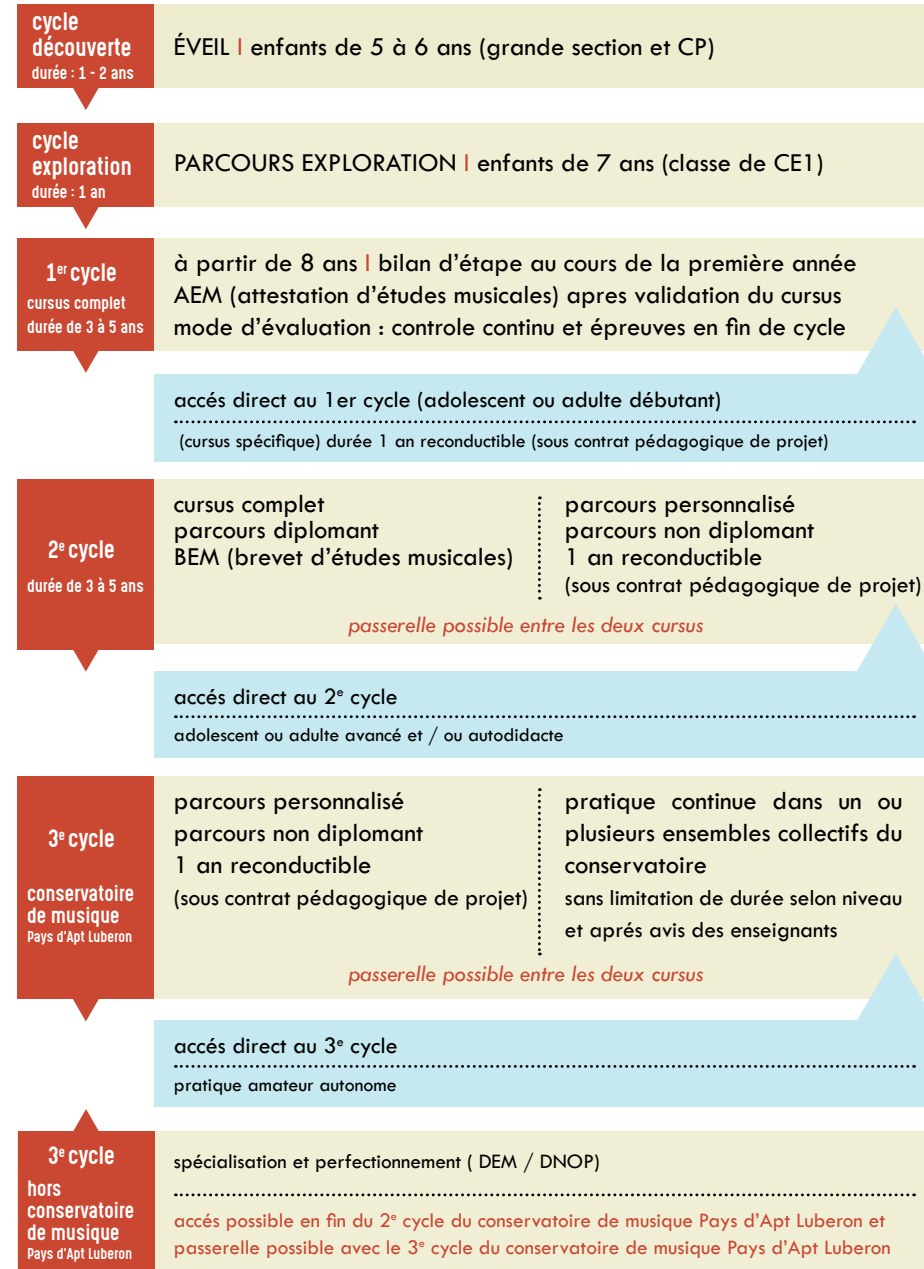 cycle
découverte
durée : 1 - 2 ans
ÉVEIL I enfants de 5 à 6 ans (grande section et CP)
cycle
exploration
durée : 1 an
PARCOURS EXPLORATION I enfants de 7 ans (classe de CE1)
1er cycle
cursus complet
durée de 3 à 5 ans
à partir de 8 ans I bilan d'étape au cours de la première année
AEM (attestation d'études musicales) apres validation du cursus
mode d'évaluation : controle continu et épreuves en fin de cycle
accés direct au 1er cycle (adolescent ou adulte débutant)
(cursus spécifique) durée 1 an reconductible (sous contrat pédagogique de projet)
2e cycle
durée de 3 à 5 ans
cursus complet
parcours diplomant
BEM (brevet d'études musicales)
parcours personnalisé
parcours non diplomant
1 an reconductible
(sous contrat pédagogique de projet)
passerelle possible entre les deux cursus
accés direct au 2e cycle
adolescent ou adulte avancé et / ou autodidacte
3e cycle
conservatoire
de musique
Pays d'Apt Luberon
parcours personnalisé
parcours non diplomant
1 an reconductible
(sous contrat pédagogique de projet)
pratique continue dans un ou
plusieurs ensembles collectifs du
conservatoire
sans limitation de durée selon niveau
et aprés avis des enseignants
passerelle possible entre les deux cursus
accés direct au 3e cycle
pratique amateur autonome
3e cycle
hors
conservatoire
de musique
Pays d'Apt Luberon
spécialisation et perfectionnement ( DEM / DNOP)
accés possible en fin du 2e cycle du conservatoire de musique Pays d'Apt Luberon et
passerelle possible avec le 3e cycle du conservatoire de musique Pays d'Apt Luberon